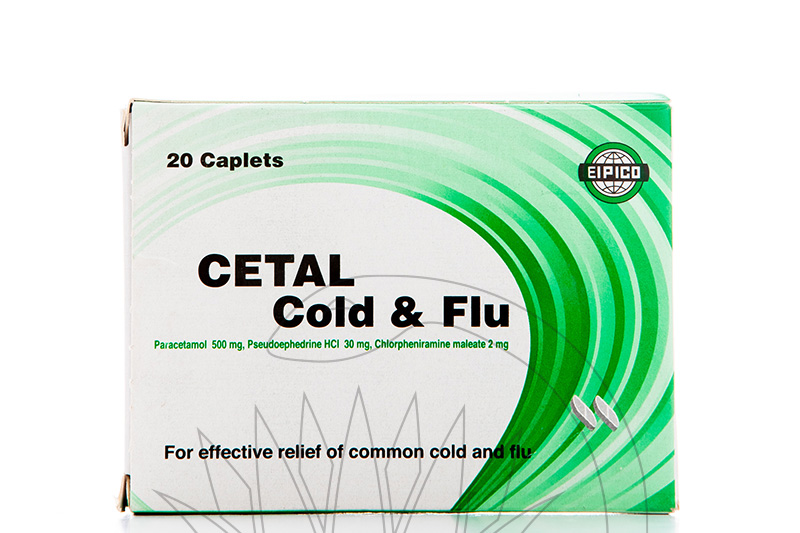 20 Caplets
EIPICO
CETAL
Cold & Flu
Paracetamol 500 mg, Pseudoephedrine HCl 30 mg, Chlorpheniramine maleate 2 mg
For effective relief of common cold and flu